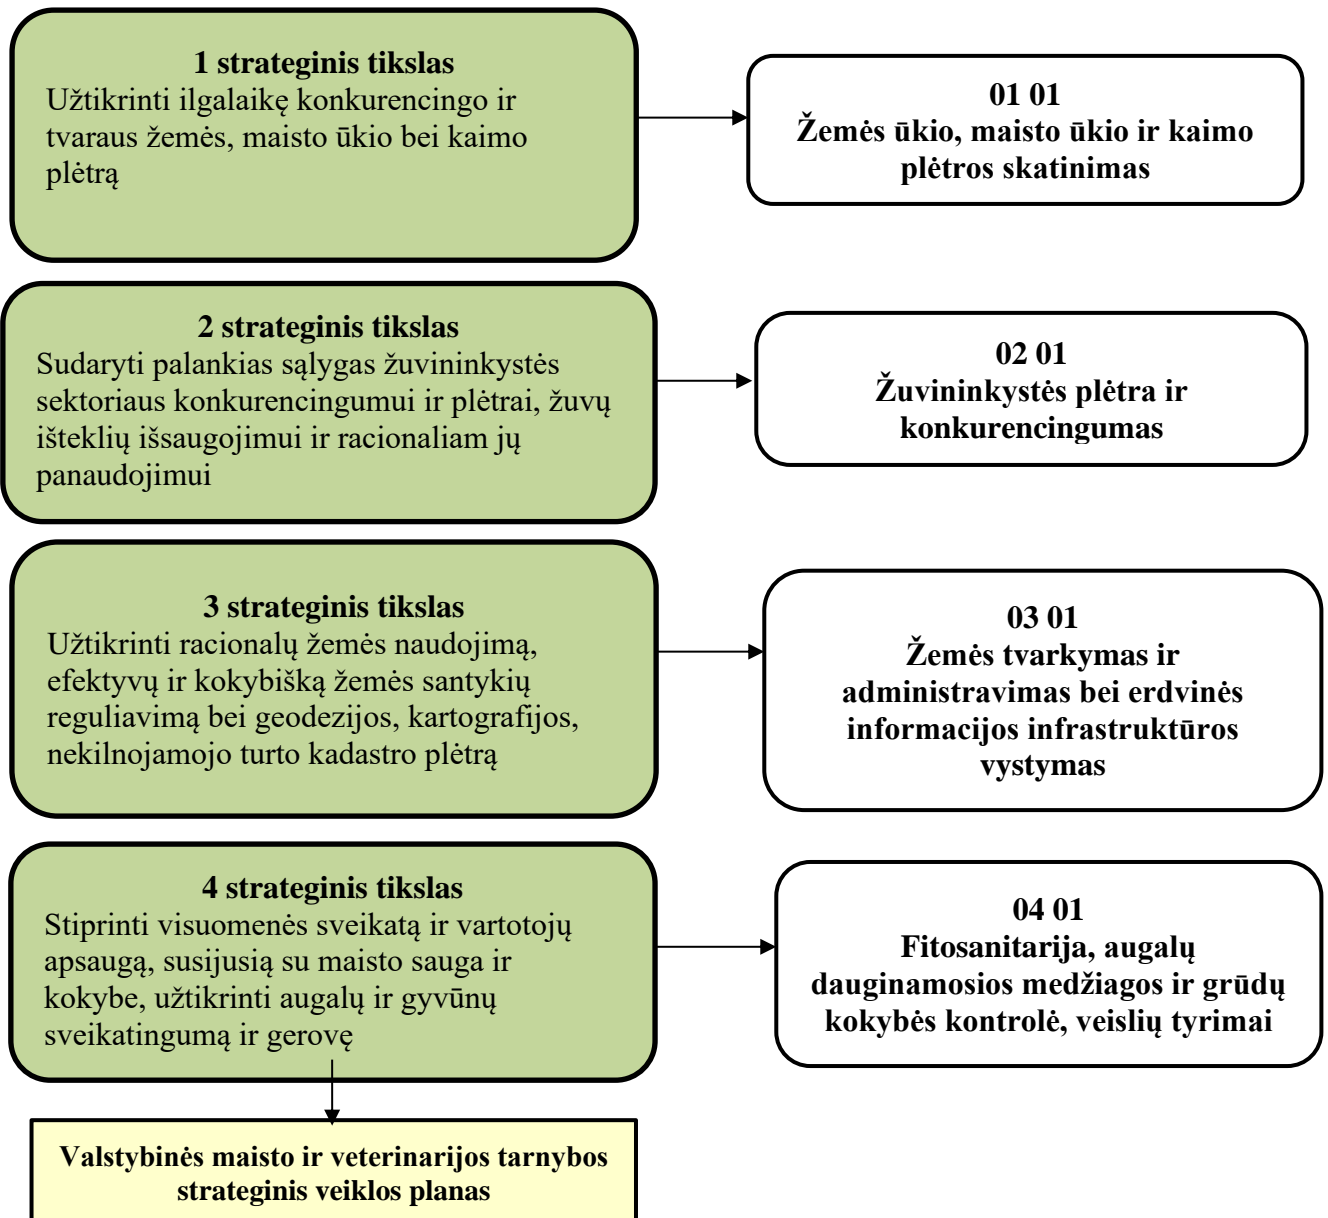 1 strateginis tikslas
Užtikrinti ilgalaikę konkurencingo ir
tvaraus žemės, maisto ūkio bei kaimo
plėtrą
01 01
Žemės ūkio, maisto ūkio ir kaimo
plėtros skatinimas
2 strateginis tikslas
Sudaryti palankias sąlygas žuvininkystės
sektoriaus konkurencingumui ir plėtrai, žuvų
išteklių išsaugojimui ir racionaliam jų
panaudojimui
02 01
Žuvininkystės plėtra ir
konkurencingumas
3 strateginis tikslas
Užtikrinti racionalų žemės naudojimą,
efektyvų ir kokybišką žemės santykių
reguliavimą bei geodezijos, kartografijos,
nekilnojamojo turto kadastro plėtrą
03 01
Žemės tvarkymas ir
administravimas bei erdvinės
informacijos infrastruktūros
vystymas
4 strateginis tikslas
Stiprinti visuomenės sveikatą ir vartotojų
apsaugą, susijusią su maisto sauga ir
kokybe, užtikrinti augalų ir gyvūnų
sveikatingumą ir gerovę
04 01
Fitosanitarija, augalų
dauginamosios medžiagos ir grūdų
kokybės kontrolė, veislių tyrimai
Valstybinės maisto ir veterinarijos tarnybos
strateginis veiklos planas